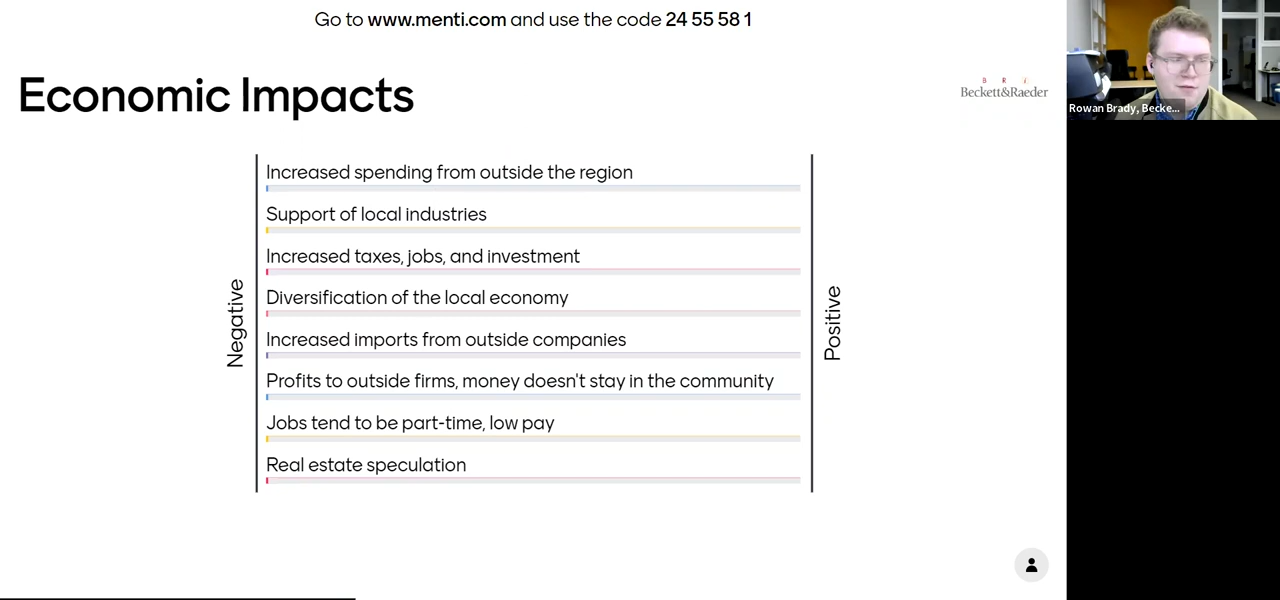 Go to www.menti.com and use the code 24 55 58 1
Economic Impacts
B R i
Beckett&Raeder
Rowan Brady, Becke...
Increased spending from outside the region
Support of local industries
Increased taxes, jobs, and investment
Diversification of the local economy
Increased imports from outside companies
Profits to outside firms, money doesn't stay in the community
Jobs tend to be part-time, low pay
Real estate speculation
Negative
Positive